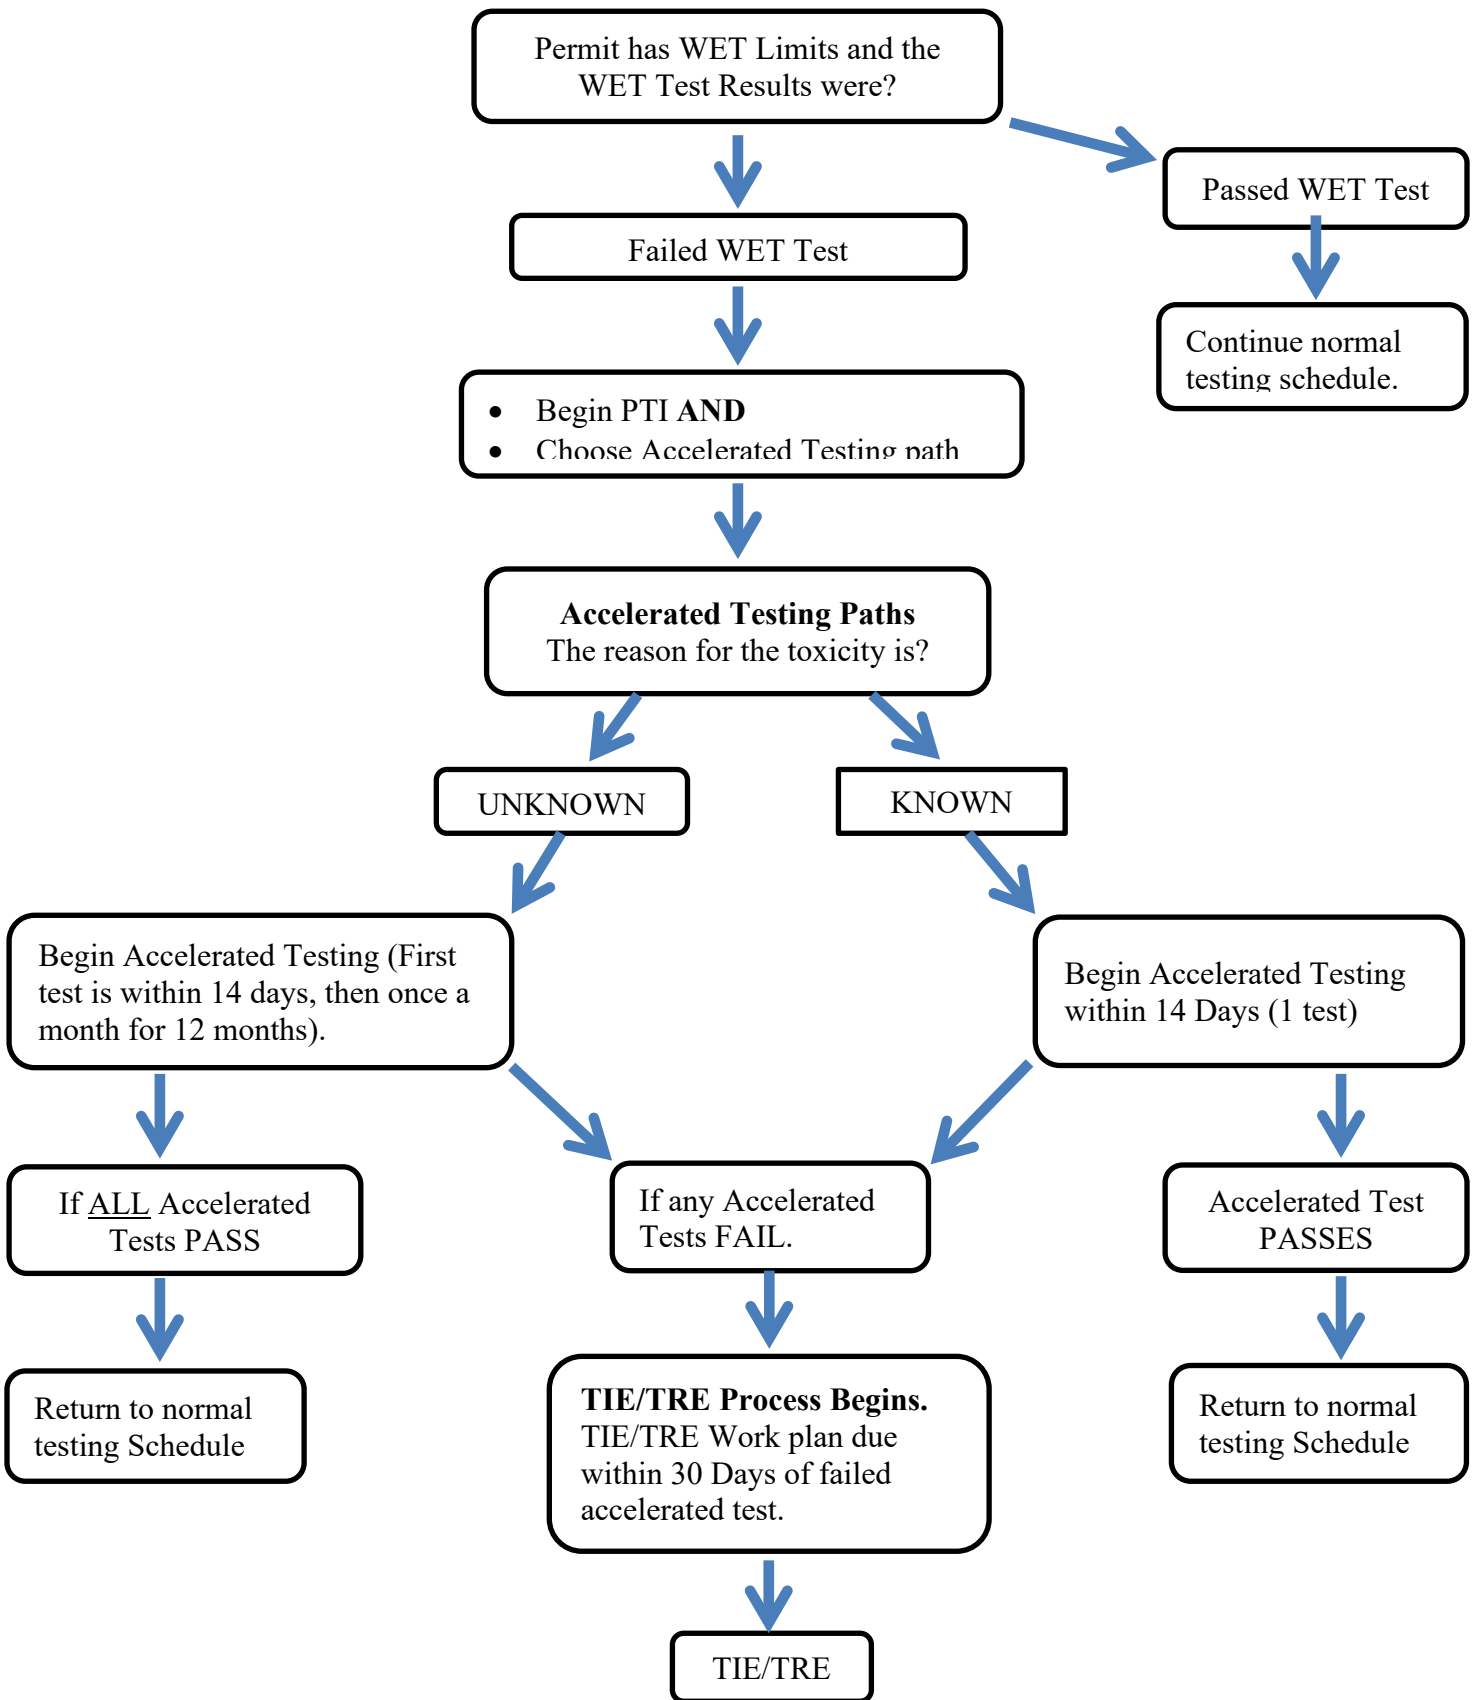 Permit has WET Limits and the
WET Test Results were?
Passed WET Test
Failed WET Test
Continue normal
testing schedule.
• Begin PTI AND
• Choose Accelerated Testing path
Accelerated Testing Paths
The reason for the toxicity is?
UNKNOWN
KNOWN
Begin Accelerated Testing (First
test is within 14 days, then once a
month for 12 months).
Begin Accelerated Testing
within 14 Days (1 test)
If ALL Accelerated
Tests PASS
If any Accelerated
Tests FAIL.
Accelerated Test
PASSES
Return to normal
testing Schedule
TIE/TRE Process Begins.
TIE/TRE Work plan due
within 30 Days of failed
accelerated test.
Return to normal
testing Schedule
TIE/TRE